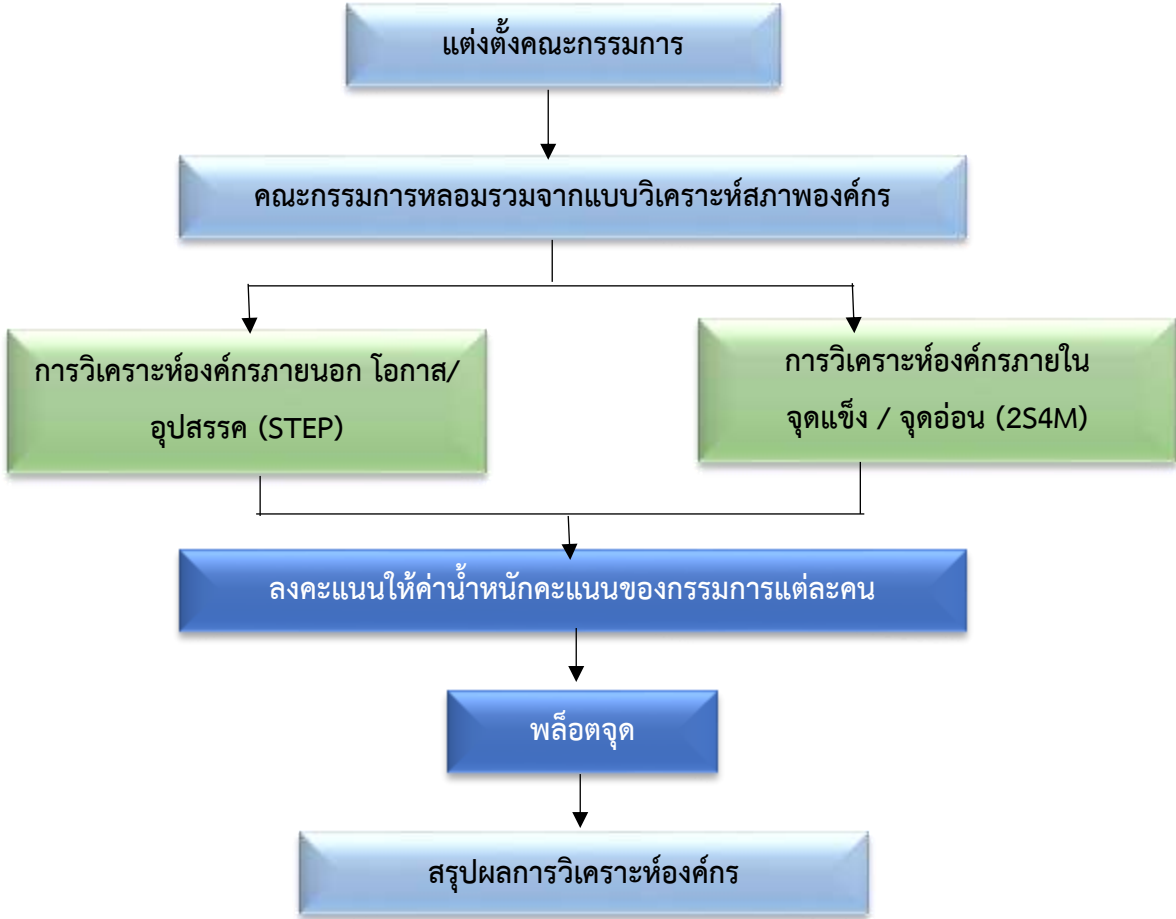 แต่งตั้งคณะกรรมการ
คณะกรรมการหลอมรวมจากแบบวิเคราะห์สภาพองค์กร
การวิเคราะห์องค์กรภายนอก โอกาส/
อุปสรรค (STEP)
การวิเคราะห์องค์กรภายใน
จุดแข็ง / จุดอ่อน (2S4M)
ลงคะแนนให้ค่าน้ำหนักคะแนนของกรรมการแต่ละคน
พล็อตจุด
สรุปผลการวิเคราะห์องค์กร